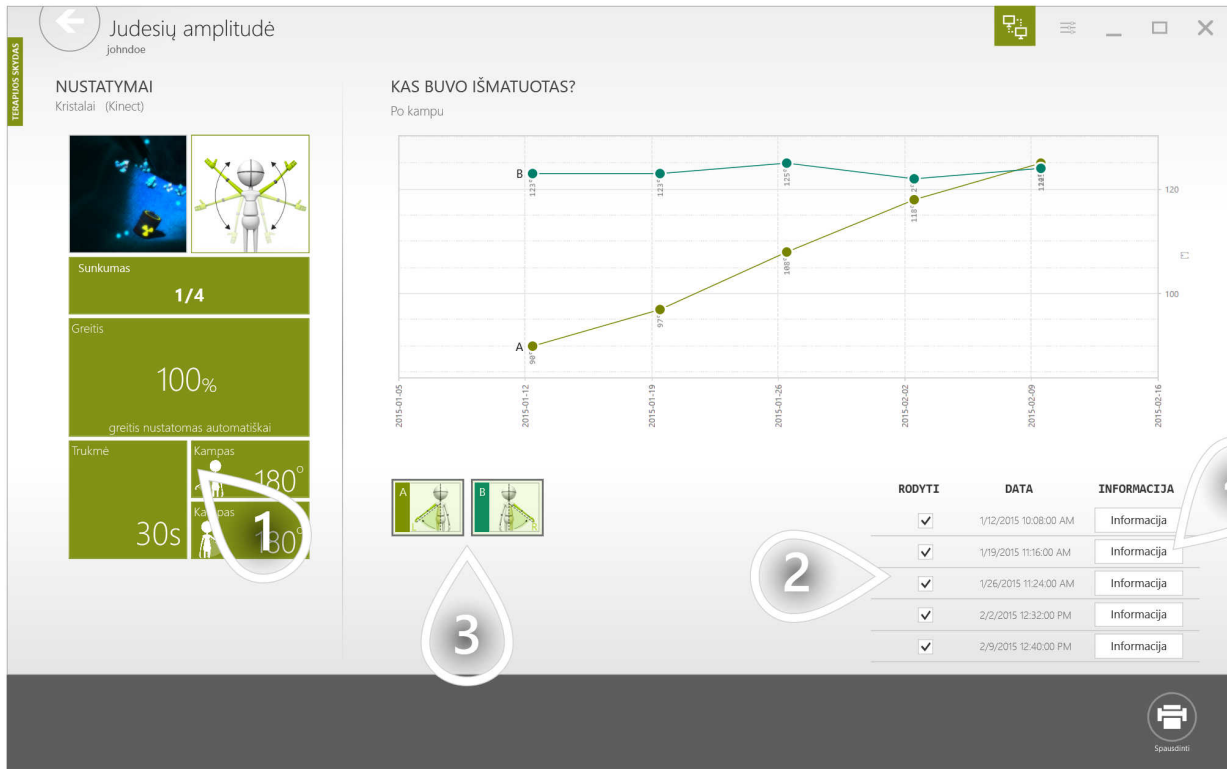 Judesių amplitudė
johndoe
TERAPIUOS SKYDAS
NUSTATYMAI
Kristalai (Kinect)
Sunkumas
1/4
Greitis
100%
greitis nustatomas automatiškai
Trukmė
30s
Kampas
180°
Kampas
180°
1
KAS BUVO IŠMATUOTAS?
Po kampu
B
123°
123°
125°
118°
A
90°
97°
108°
120
100
2015-01-05
2015-01-12
2015-01-19
2015-01-26
2015-02-02
2015-02-09
2015-02-16
A
B
3
2
RODYTI DATA INFORMACIJA
1/12/2015 10:08:00 AM Informacija
1/19/2015 11:16:00 AM Informacija
1/26/2015 11:24:00 AM Informacija
2/2/2015 12:32:00 PM Informacija
2/9/2015 12:40:00 PM Informacija
Spausdinti